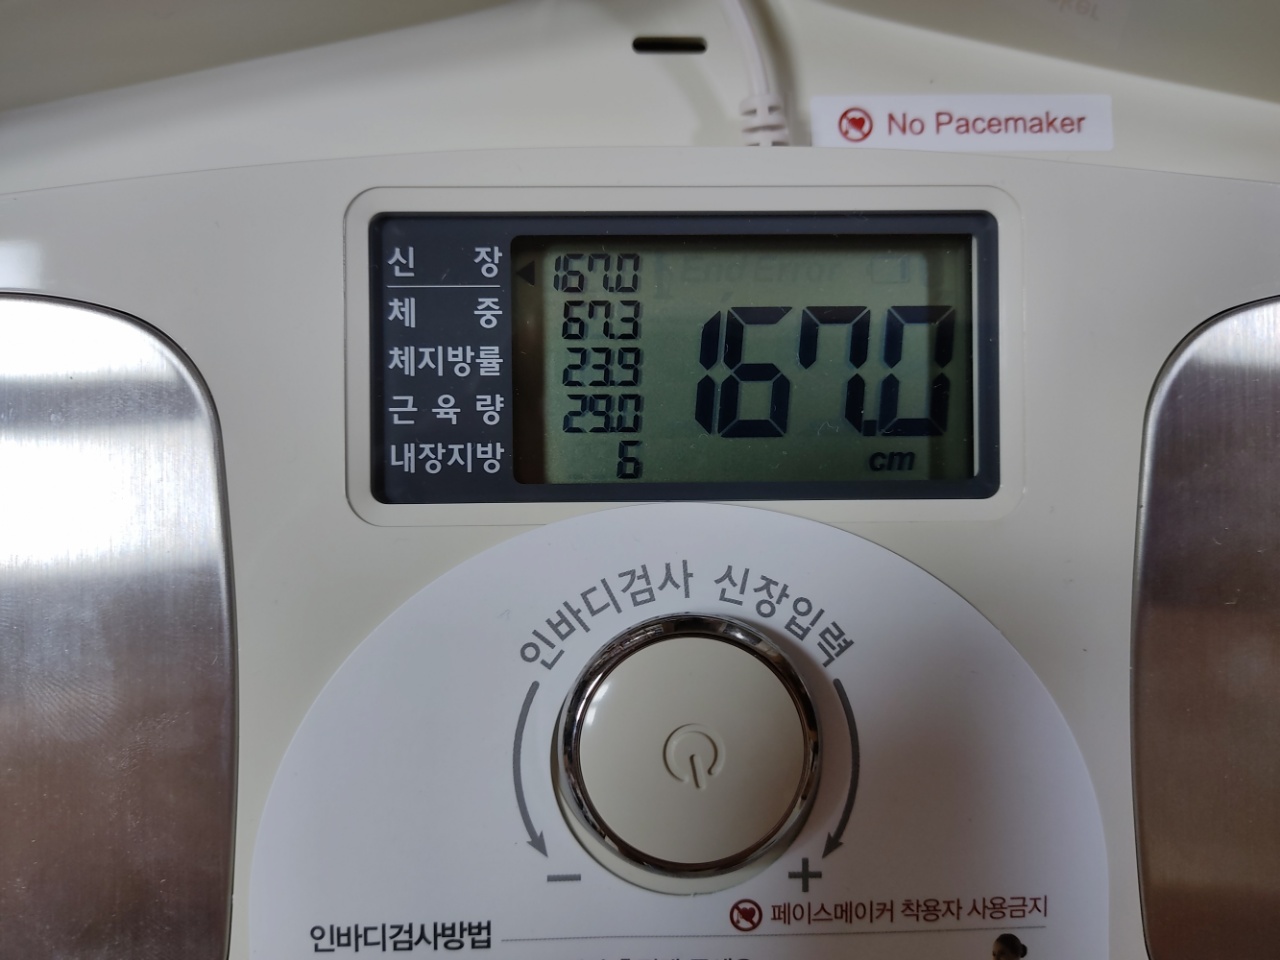 No Pacemaker
신장 167.0
체중 67.3
체지방률 23.9
근육량 29.0
내장지방 6
167.0
cm
인바디검사 신장입력
− +
페이스메이커 착용자 사용금지
인바디검사방법